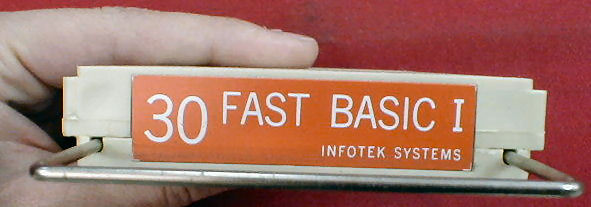 30 FAST BASIC I
INFOTEK SYSTEMS